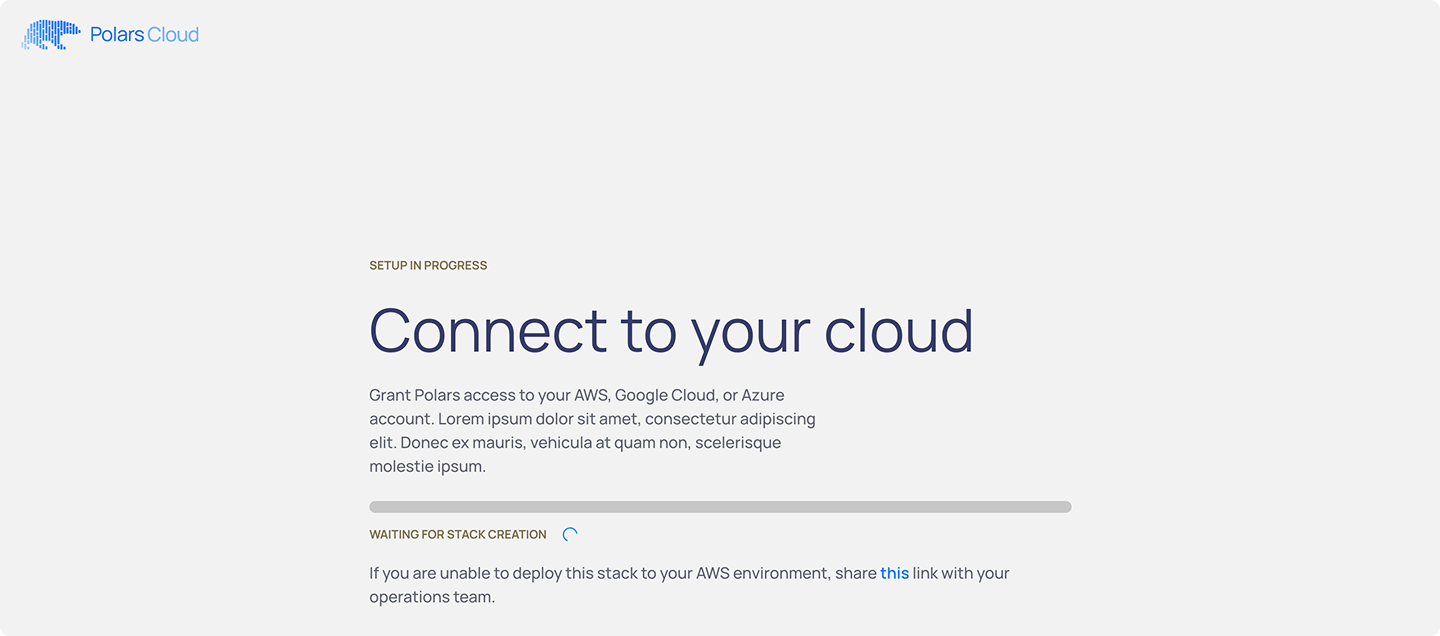 Polars Cloud
SETUP IN PROGRESS
Connect to your cloud
Grant Polars access to your AWS, Google Cloud, or Azure
account. Lorem ipsum dolor sit amet, consectetur adipiscing
elit. Donec ex mauris, vehicula at quam non, scelerisque
molestie ipsum.
WAITING FOR STACK CREATION
If you are unable to deploy this stack to your AWS environment, share this link with your
operations team.